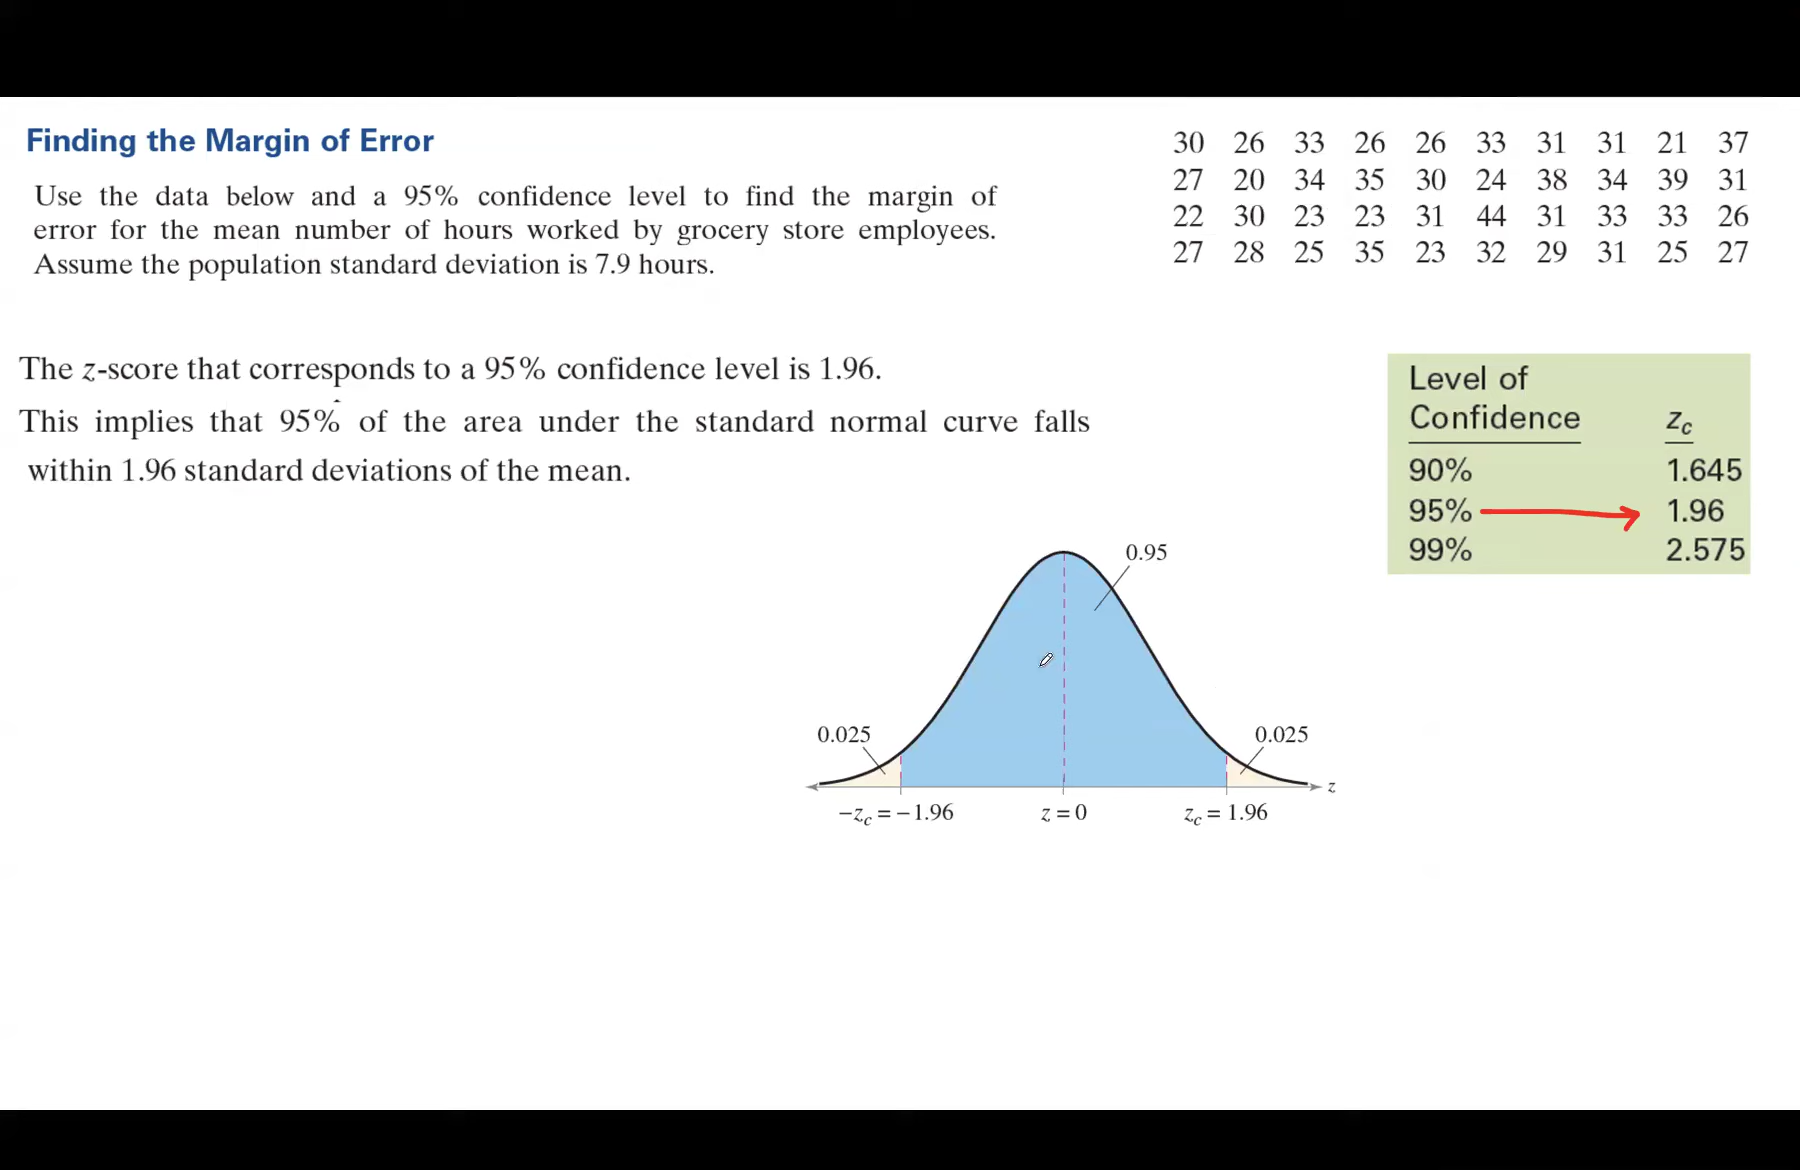 Finding the Margin of Error
Use the data below and a 95% confidence level to find the margin of
error for the mean number of hours worked by grocery store employees.
Assume the population standard deviation is 7.9 hours.
30 26 33 26 26 33 31 31 21 37
27 20 34 35 30 24 38 34 39 31
22 30 23 23 31 44 31 33 33 26
27 28 25 35 23 32 29 31 25 27
The z-score that corresponds to a 95% confidence level is 1.96.
This implies that 95% of the area under the standard normal curve falls
within 1.96 standard deviations of the mean.
Level of
Confidence zc
90% 1.645
95% 1.96
99% 2.575
0.95
0.025
0.025
z
−zc = −1.96
z = 0
zc = 1.96